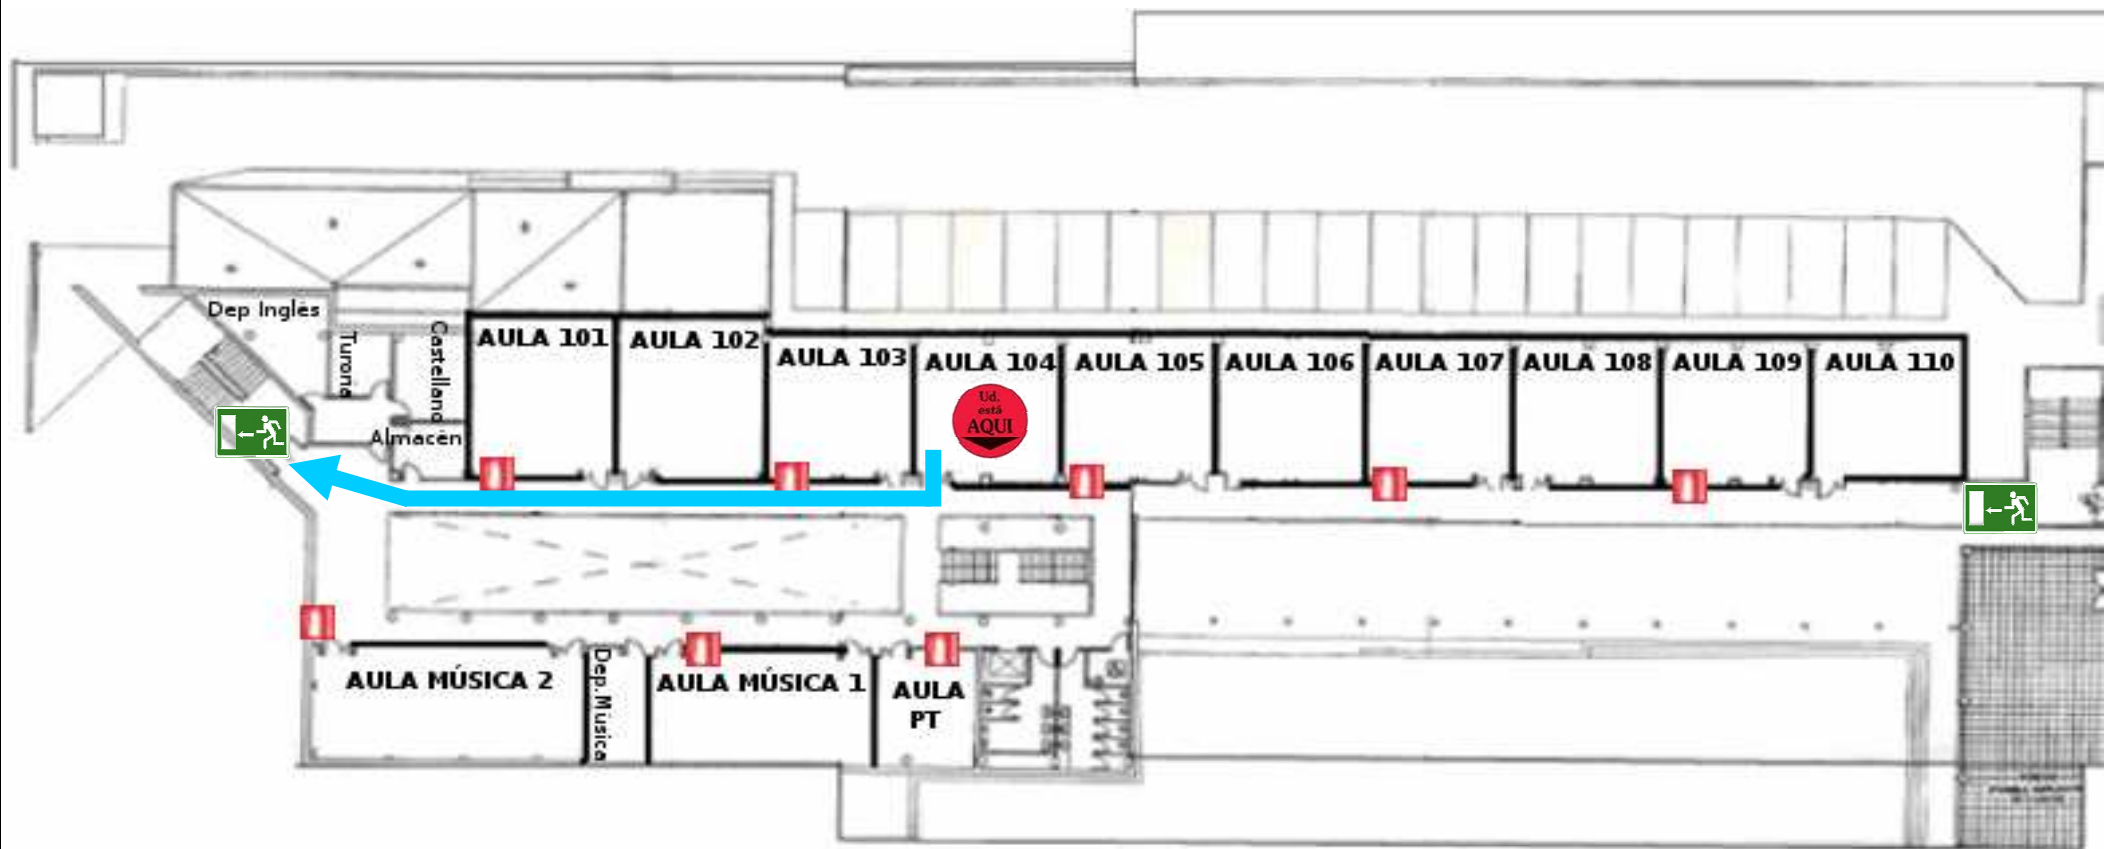 Dep Inglés
Turona
Castellano
Almacén
AULA 101
AULA 102
AULA 103
AULA 104
AULA 105
AULA 106
AULA 107
AULA 108
AULA 109
AULA 110
Ud.
está
AQUI
AULA MÚSICA 2
Dep.Música
AULA MÚSICA 1
AULA
PT